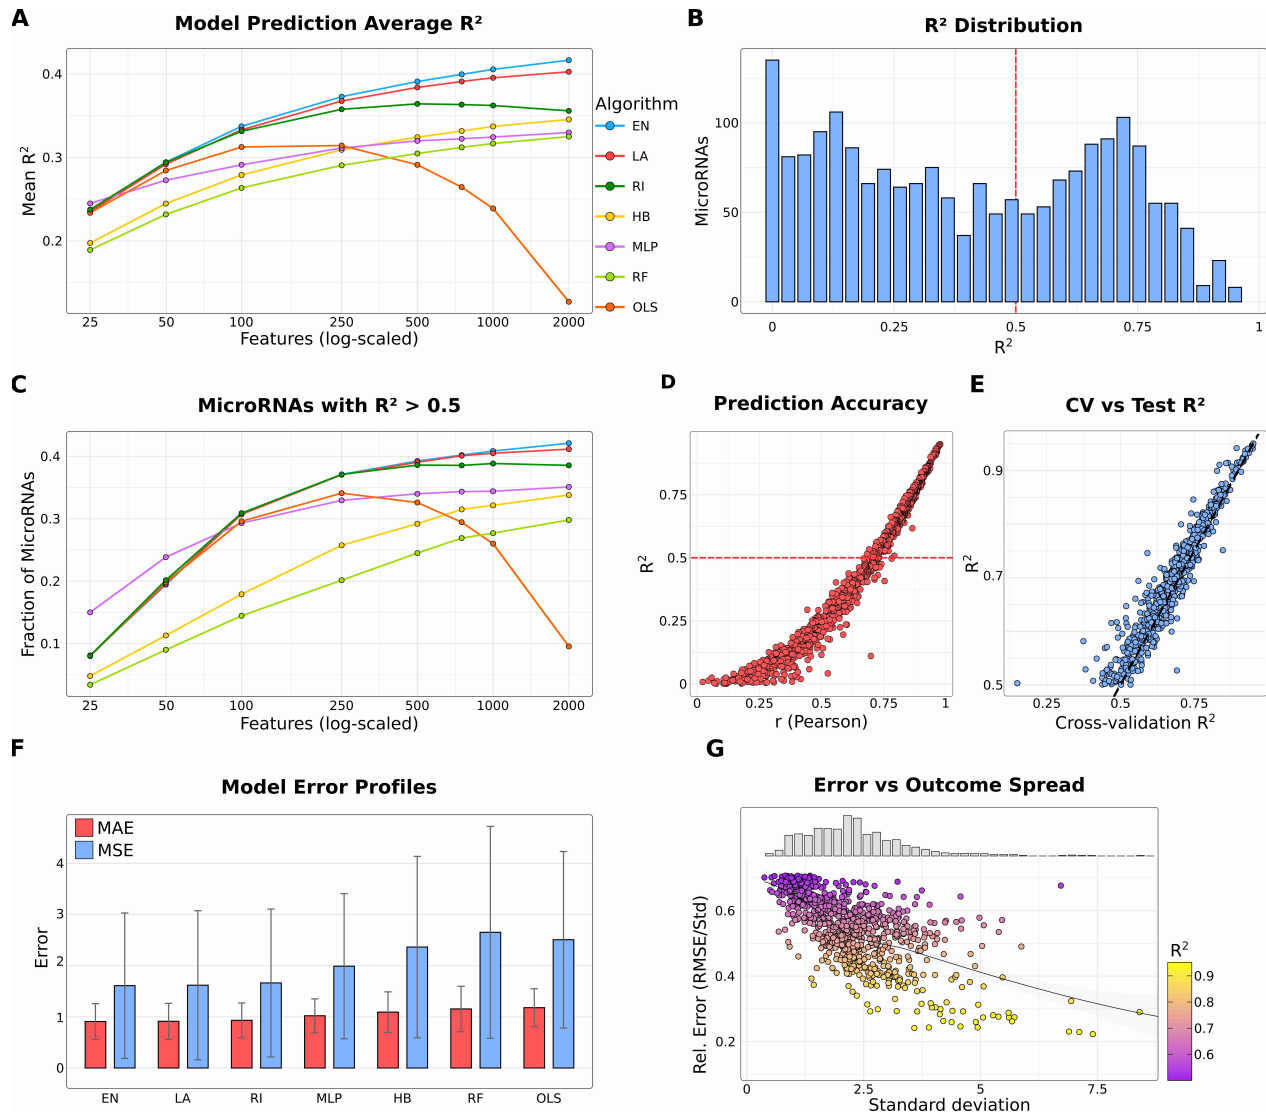 A
Model Prediction Average R²
Mean R²
0.4
0.3
0.2
25 50 100 250 500 1000 2000
Features (log-scaled)
Algorithm
EN
LA
RI
HB
MLP
RF
OLS
B
R² Distribution
MicroRNAs
100
50
0
0 0.25 0.5 0.75 1
R²
C
MicroRNAs with R² > 0.5
Fraction of MicroRNAs
0.4
0.3
0.2
0.1
25 50 100 250 500 1000 2000
Features (log-scaled)
D
Prediction Accuracy
R²
0.75
0.5
0.25
0
0 0.25 0.5 0.75 1
r (Pearson)
E
CV vs Test R²
R²
0.9
0.7
0.5
0.25 0.5 0.75
Cross-validation R²
F
Model Error Profiles
MAE
MSE
Error
4
3
2
1
0
EN LA RI MLP HB RF OLS
G
Error vs Outcome Spread
Rel. Error (RMSE/Std)
0.6
0.4
0.2
0 2.5 5 7.5
Standard deviation
R²
0.9
0.8
0.7
0.6